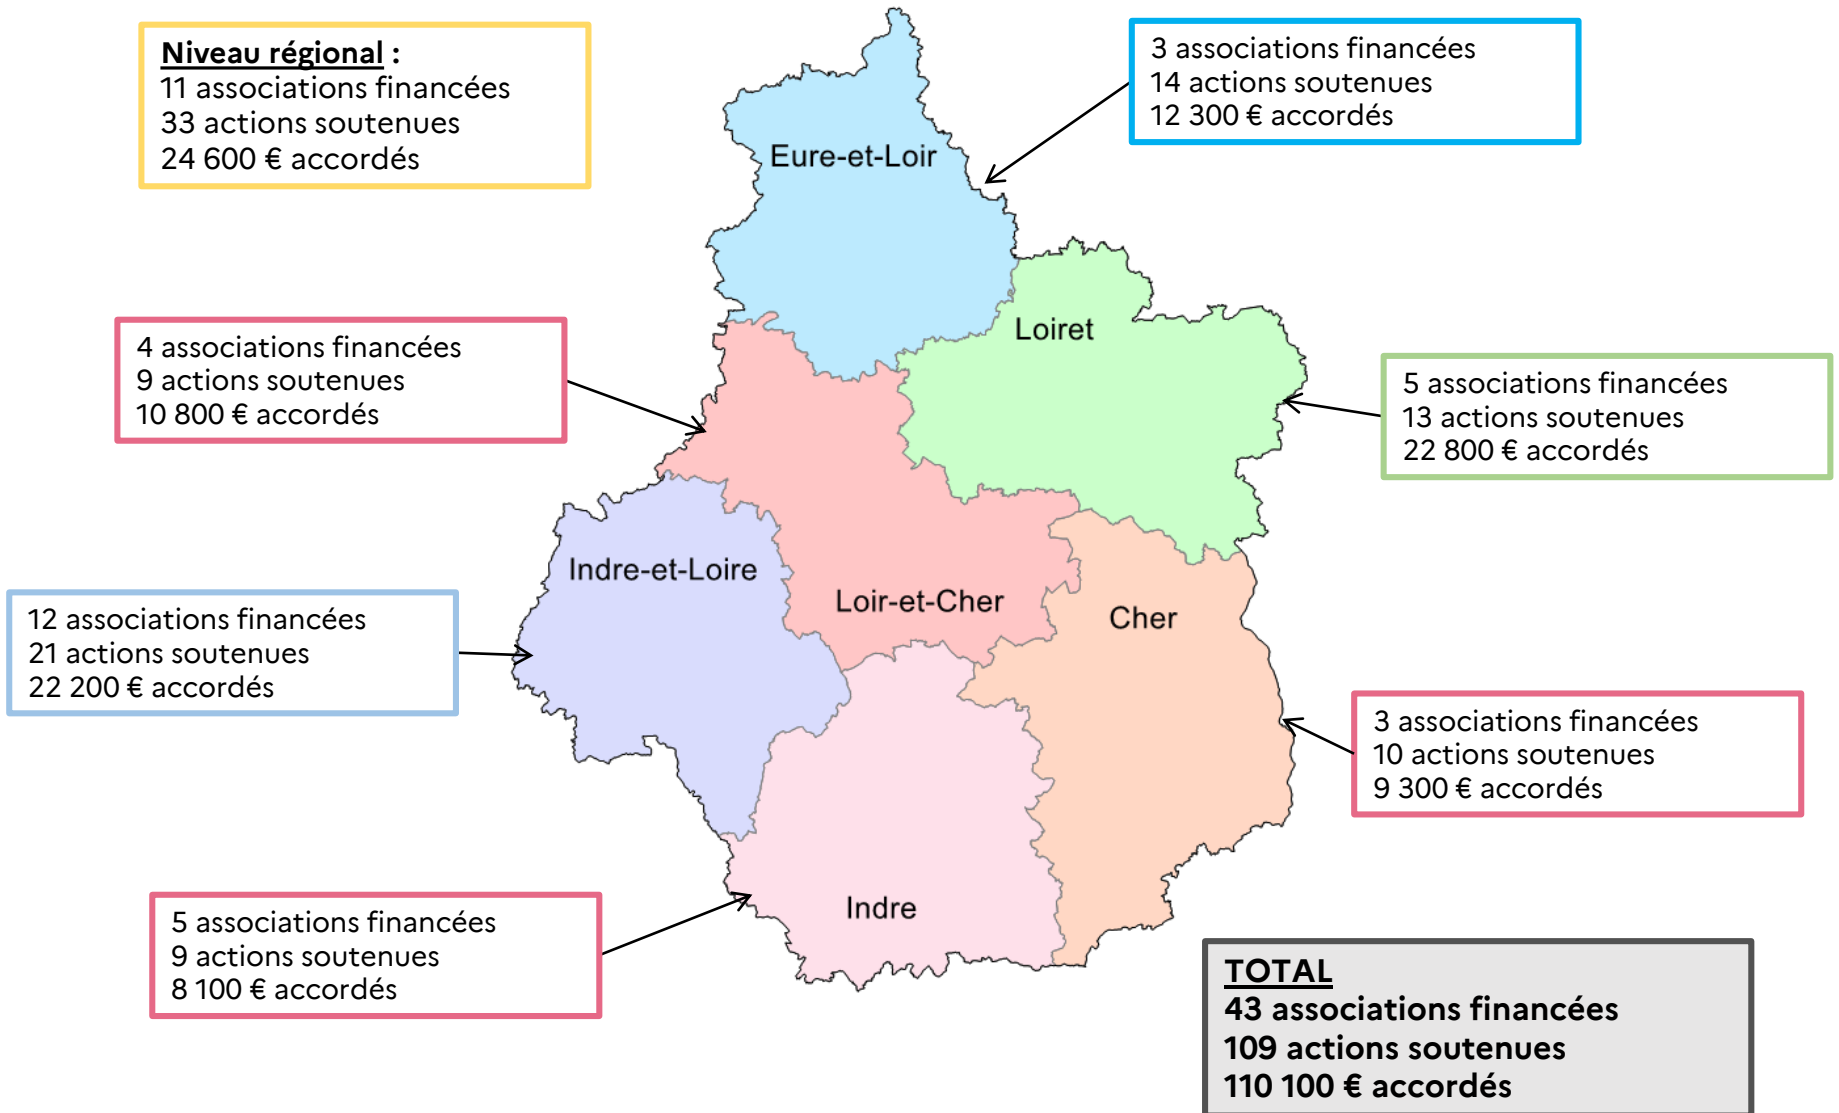 Niveau régional :
11 associations financées
33 actions soutenues
24 600 € accordés
3 associations financées
14 actions soutenues
12 300 € accordés
Eure-et-Loir
Loiret
4 associations financées
9 actions soutenues
10 800 € accordés
5 associations financées
13 actions soutenues
22 800 € accordés
Indre-et-Loire
Loir-et-Cher
Cher
12 associations financées
21 actions soutenues
22 200 € accordés
3 associations financées
10 actions soutenues
9 300 € accordés
Indre
5 associations financées
9 actions soutenues
8 100 € accordés
TOTAL
43 associations financées
109 actions soutenues
110 100 € accordés